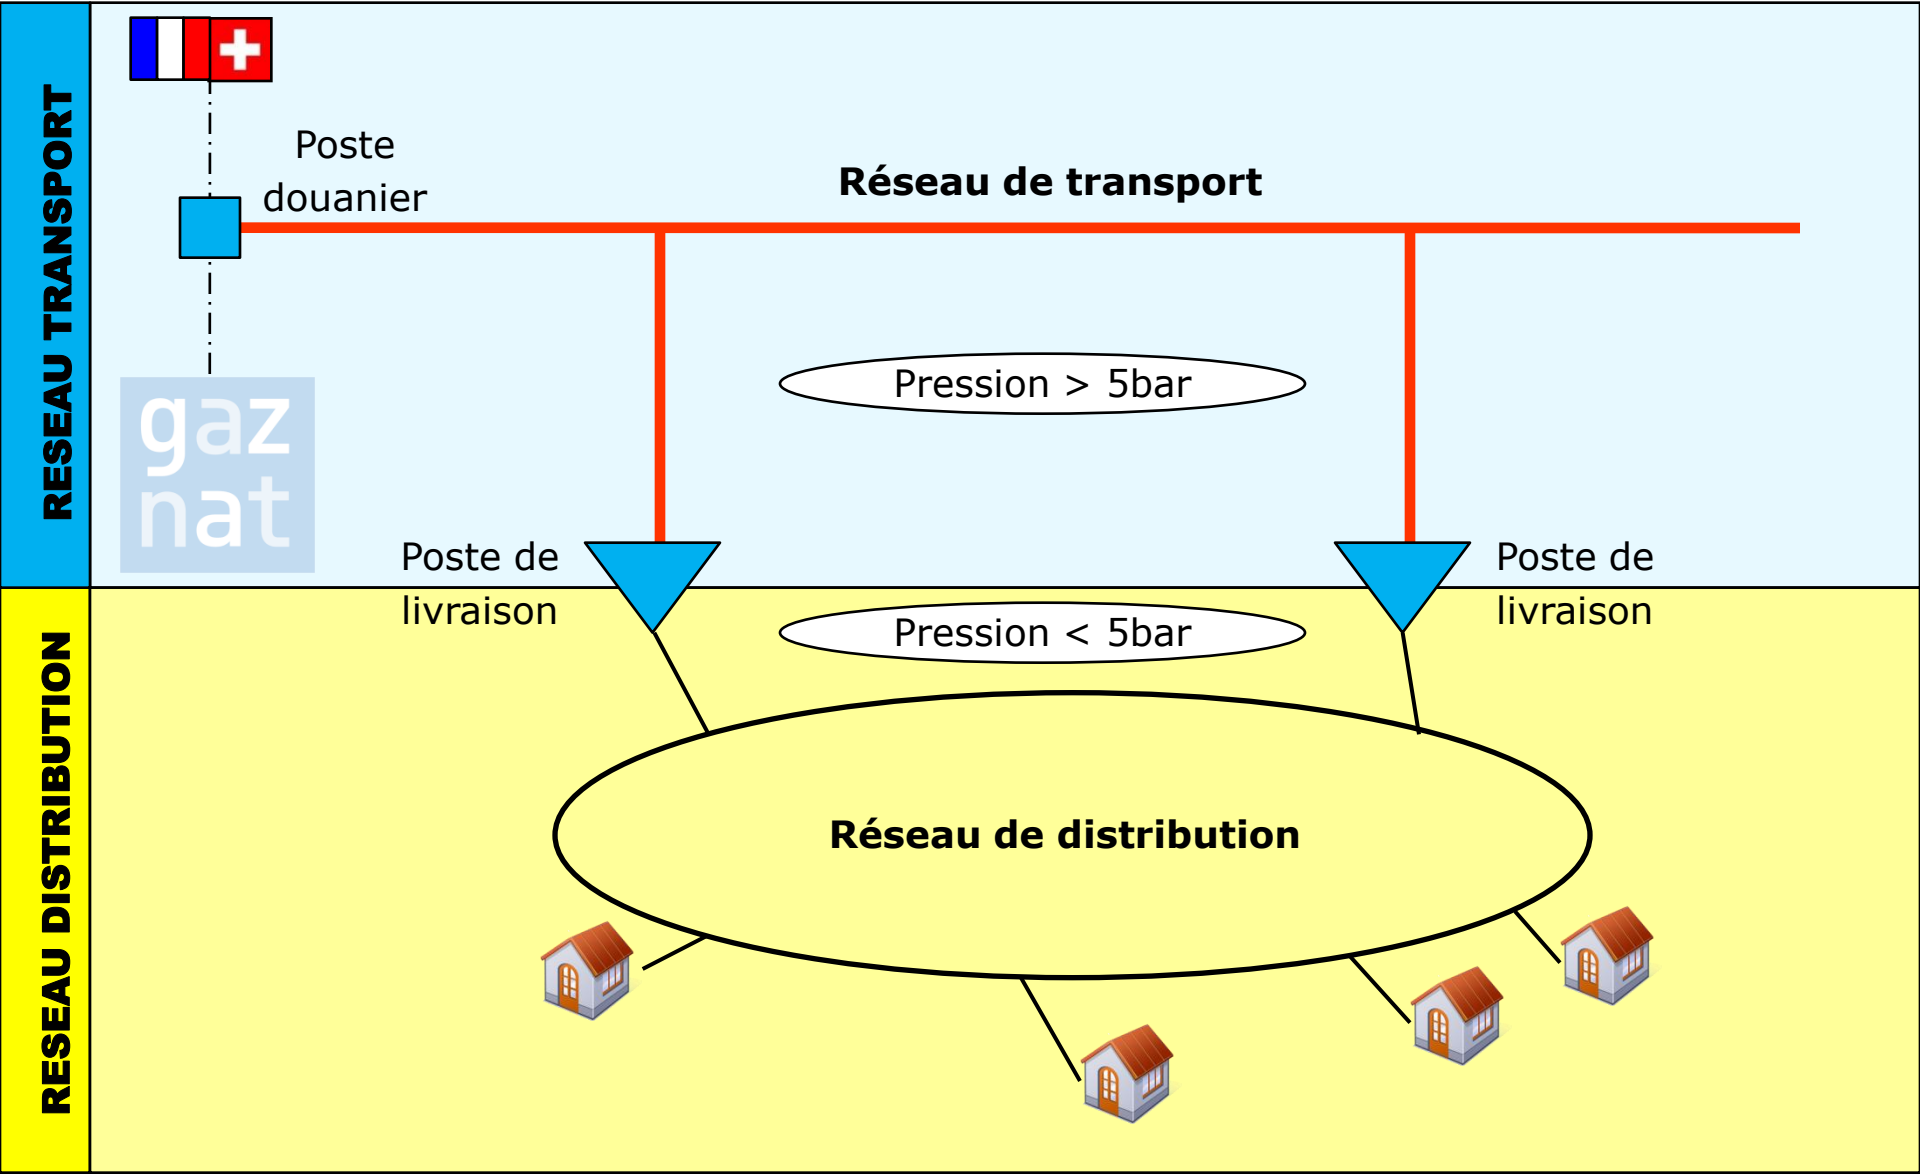 RESEAU TRANSPORT
Poste
douanier
Réseau de transport
Pression > 5bar
gaz
nat
Poste de
livraison
Poste de
livraison
RESEAU DISTRIBUTION
Pression < 5bar
Réseau de distribution